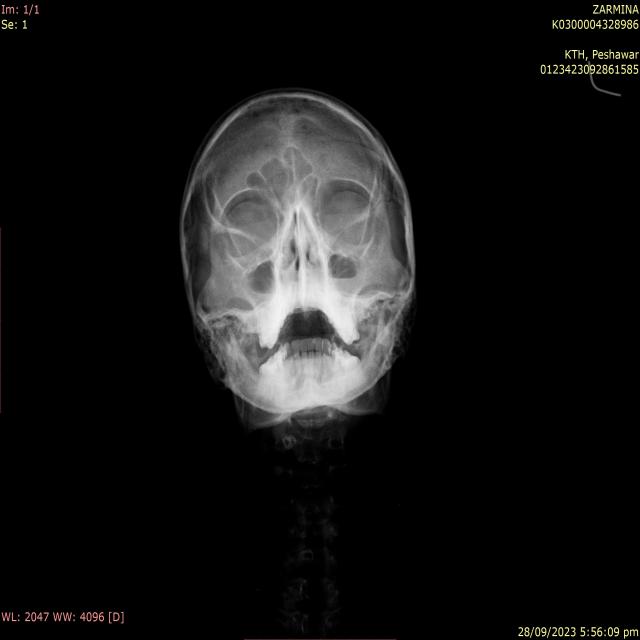 Im: 1/1
Se: 1
ZARMINA
K0300004328986
KTH, Peshawar
0123423092861585
WL: 2047 WW: 4096 [D]
28/09/2023 5:56:09 pm